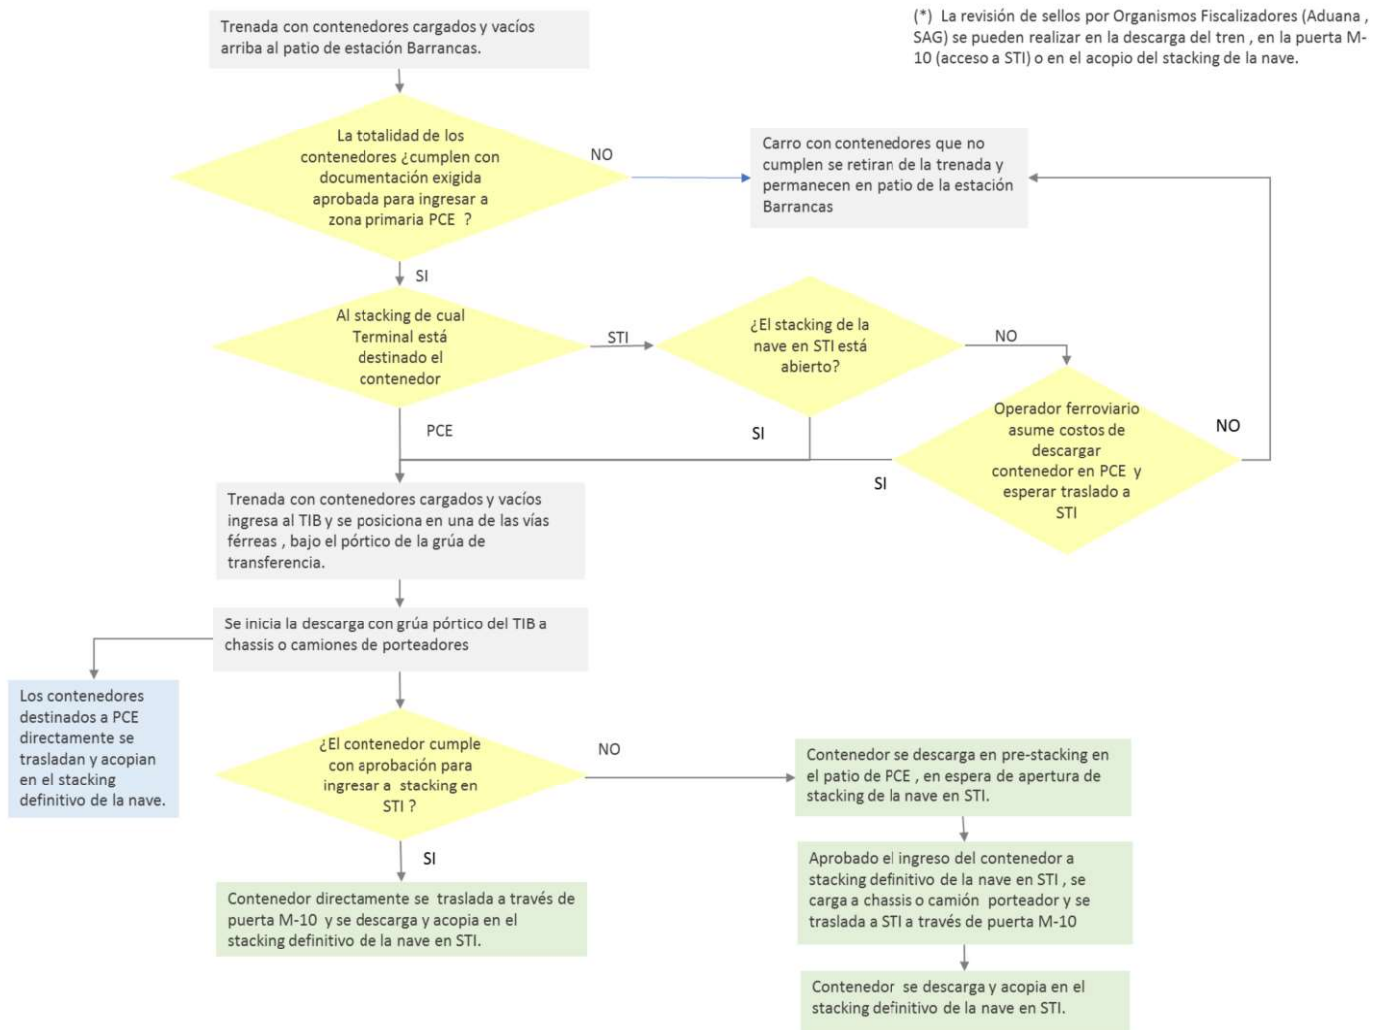 Trenada con contenedores cargados y vacíos
arriba al patio de estación Barrancas.
(*) La revisión de sellos por Organismos Fiscalizadores (Aduana ,
SAG) se pueden realizar en la descarga del tren , en la puerta M-
10 (acceso a STI) o en el acopio del stacking de la nave.
La totalidad de los
contenedores ¿cumplen con
documentación exigida
aprobada para ingresar a
zona primaria PCE ?
NO
Carro con contenedores que no
cumplen se retiran de la trenada y
permanecen en patio de la estación
Barrancas
SI
Al stacking de cual
Terminal está
destinado el
contenedor
STI
¿El stacking de la
nave en STI está
abierto?
NO
Operador ferroviario
asume costos de
descargar
contenedor en PCE y
esperar traslado a
STI
NO
PCE
SI
SI
Trenada con contenedores cargados y vacíos
ingresa al TIB y se posiciona en una de las vías
férreas , bajo el pórtico de la grúa de
transferencia.
Se inicia la descarga con grúa pórtico del TIB a
chassis o camiones de porteadores
Los contenedores
destinados a PCE
directamente se
trasladan y acopian
en el stacking
definitivo de la nave.
¿El contenedor cumple
con aprobación para
ingresar a stacking en
STI ?
NO
Contenedor se descarga en pre-stacking en
el patio de PCE , en espera de apertura de
stacking de la nave en STI.
SI
Contenedor directamente se traslada a través de
puerta M-10 y se descarga y acopia en el
stacking definitivo de la nave en STI.
Aprobado el ingreso del contenedor a
stacking definitivo de la nave en STI , se
carga a chassis o camión porteador y se
traslada a STI a través de puerta M-10
Contenedor se descarga y acopia en el
stacking definitivo de la nave en STI.